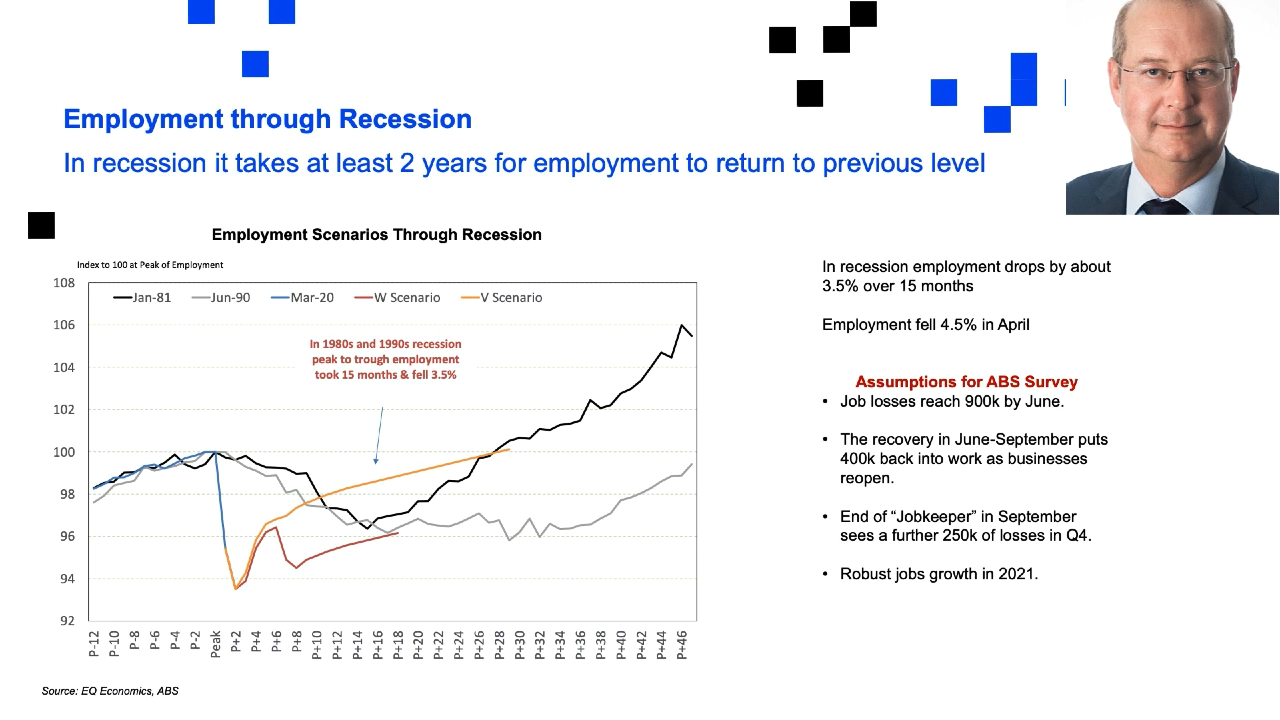 Employment through Recession
In recession it takes at least 2 years for employment to return to previous level
Employment Scenarios Through Recession
Index to 100 at Peak of Employment
108
106
104
102
100
98
96
94
92
Jan-81 Jun-90 Mar-20 W Scenario V Scenario
In 1980s and 1990s recession
peak to trough employment
took 15 months & fell 3.5%
P-12 P-10 P-8 P-6 P-4 P-2 Peak P+2 P+4 P+6 P+8 P+10 P+12 P+14 P+16 P+18 P+20 P+22 P+24 P+26 P+28 P+30 P+32 P+34 P+36 P+38 P+40 P+42 P+44 P+46
Source: EQ Economics, ABS
In recession employment drops by about
3.5% over 15 months
Employment fell 4.5% in April
Assumptions for ABS Survey
• Job losses reach 900k by June.
• The recovery in June-September puts
400k back into work as businesses
reopen.
• End of “Jobkeeper” in September
sees a further 250k of losses in Q4.
• Robust jobs growth in 2021.